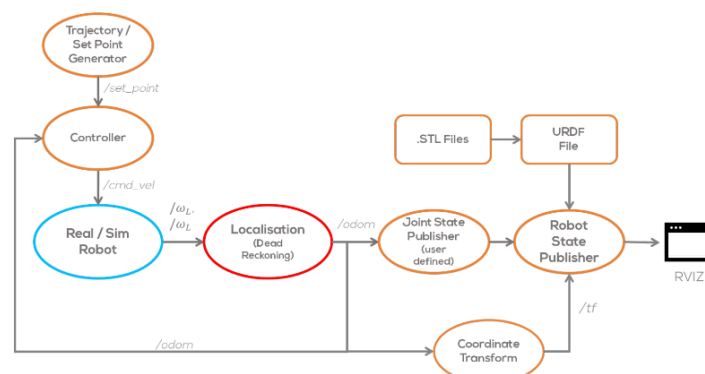 Trajectory /
Set Point
Generator
/set_point
Controller
/cmd_vel
Real / Sim
Robot
/ωL,
/ωL
Localisation
(Dead
Reckoning)
/odom
Joint State
Publisher
(user
defined)
.STL Files
URDF
File
Robot
State
Publisher
RVIZ
/tf
Coordinate
Transform
/odom